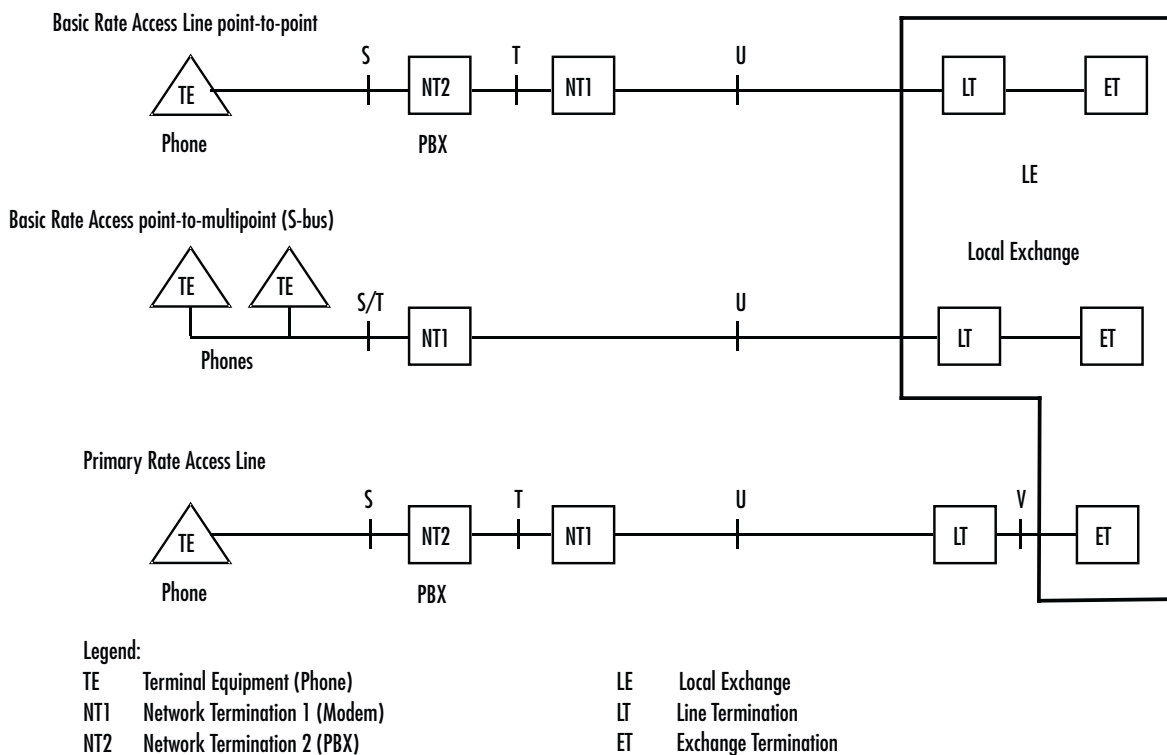 Basic Rate Access Line point-to-point
S T U
TE NT2 NT1 LT ET
Phone PBX
LE
Basic Rate Access point-to-multipoint (S-bus)
Local Exchange
TE TE
S/T U
NT1 LT ET
Phones
Primary Rate Access Line
S T U V
TE NT2 NT1 LT ET
Phone PBX
Legend:
TE Terminal Equipment (Phone)
NT1 Network Termination 1 (Modem)
NT2 Network Termination 2 (PBX)
LE Local Exchange
LT Line Termination
ET Exchange Termination